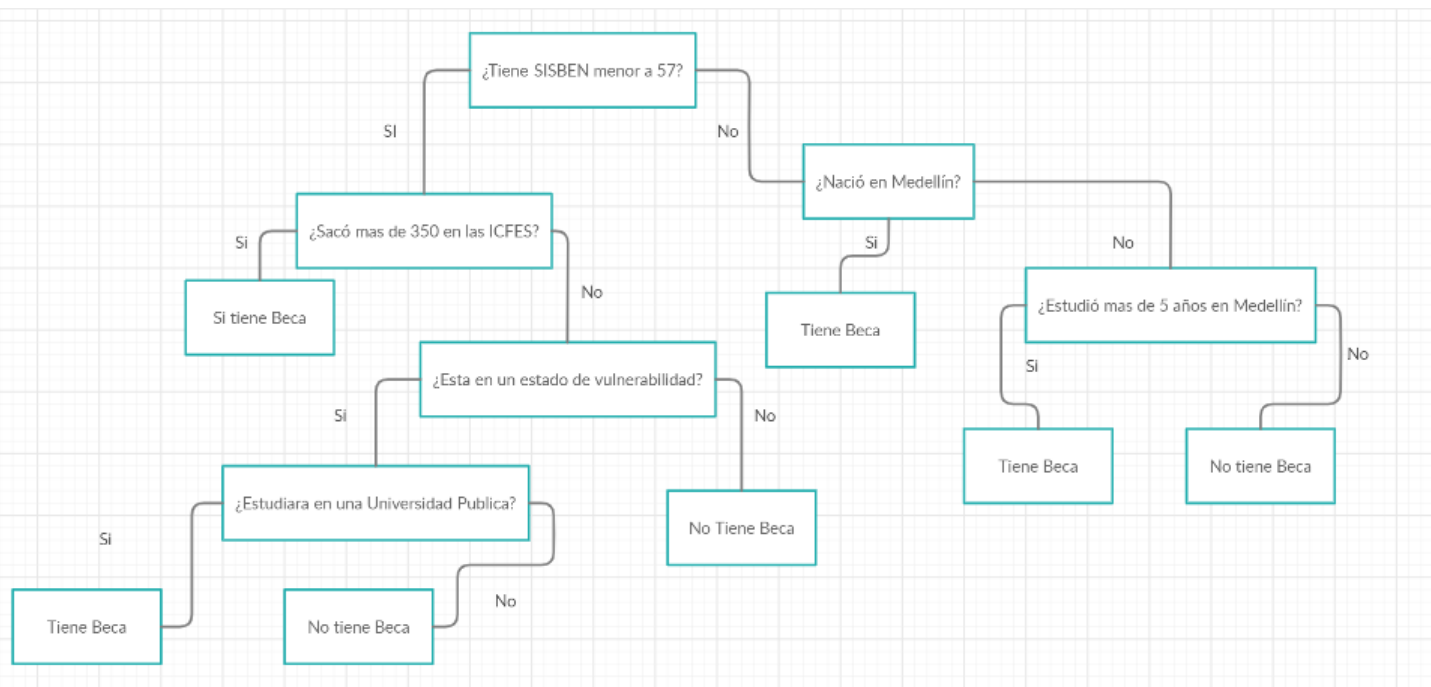 ¿Tiene SISBEN menor a 57?
SI
No
¿Nació en Medellín?
¿Sacó mas de 350 en las ICFES?
Si
Si
No
Si tiene Beca
No
Tiene Beca
¿Estudió mas de 5 años en Medellín?
Si
No
¿Esta en un estado de vulnerabilidad?
Si
No
Tiene Beca
No tiene Beca
¿Estudiara en una Universidad Publica?
No Tiene Beca
Si
No
Tiene Beca
No tiene Beca